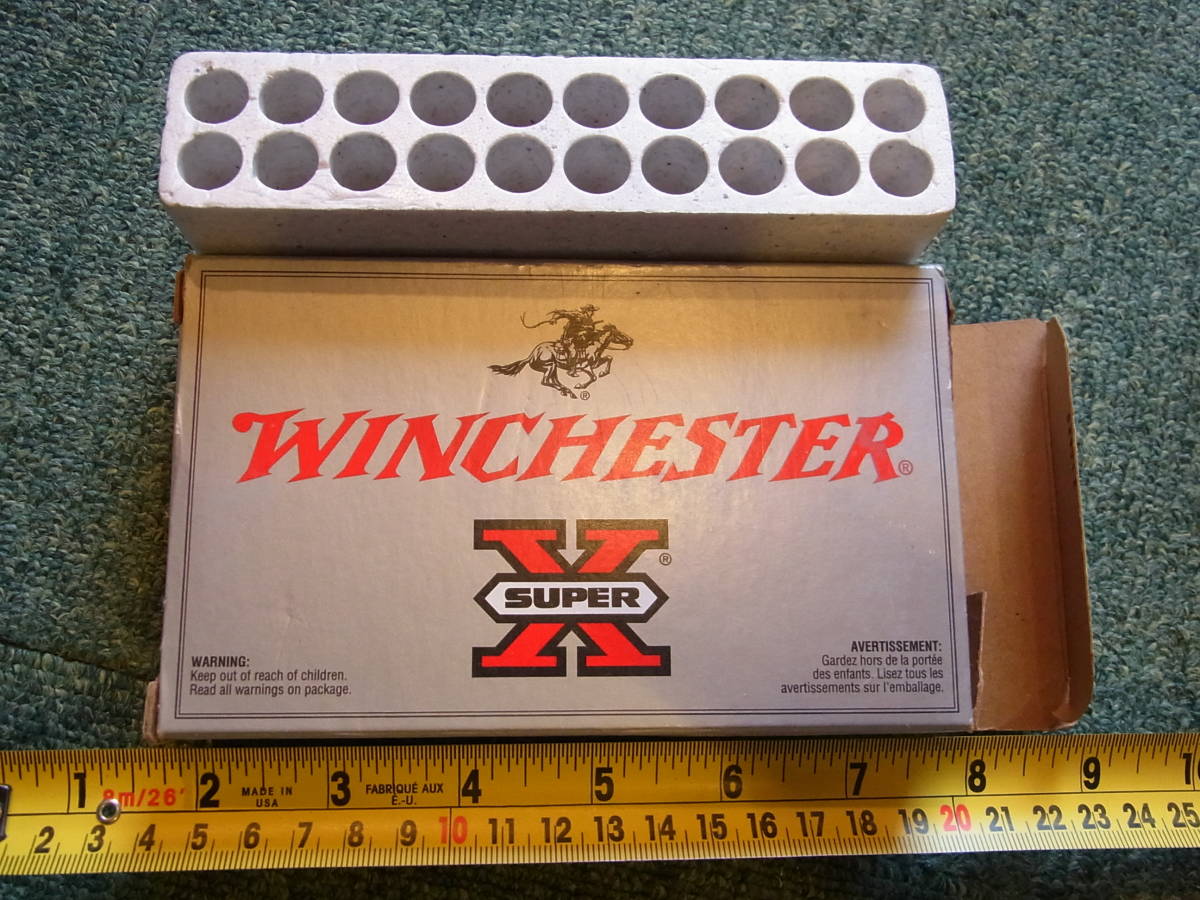 ®
WINCHESTER®
X®
SUPER
WARNING:
Keep out of reach of children.
Read all warnings on package.
AVERTISSEMENT:
Gardez hors de la portée
des enfants. Lisez tous les
avertissements sur l'emballage.
1 8m/26' 2 MADE IN USA 3 FABRIQUÉ AUX É.-U. 4 5 6 7 8 9 10
2 3 4 5 6 7 8 9 10 11 12 13 14 15 16 17 18 19 20 21 22 23 24 25